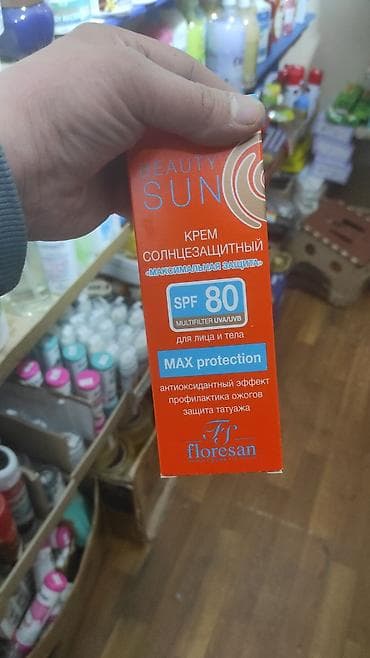 BEAUTY
SUN
КРЕМ
СОЛНЦЕЗАЩИТНЫЙ
«МАКСИМАЛЬНАЯ ЗАЩИТА»
SPF 80
MULTIFILTER UVA/UVB
для лица и тела
MAX protection
антиоксидантный эффект
профилактика ожогов
защита татуажа
FS
floresan